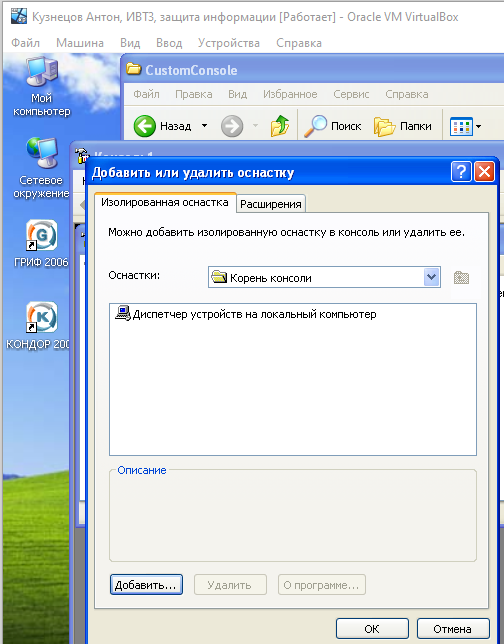 Кузнецов Антон, ИВТЗ, защита информации [Работает] - Oracle VM VirtualBox
Файл Машина Вид Ввод Устройства Справка
Мой компьютер
CustomConsole
Файл Правка Вид Избранное Сервис Справка
Назад Поиск Папки
Сетевое окружение
Консоль1
Добавить или удалить оснастку
Изолированная оснастка Расширения
Можно добавить изолированную оснастку в консоль или удалить ее.
ГРИФ 2006
Оснастки: Корень консоли
Диспетчер устройств на локальный компьютер
КОНДОР
Описание
Добавить... Удалить О программе...
ОК Отмена